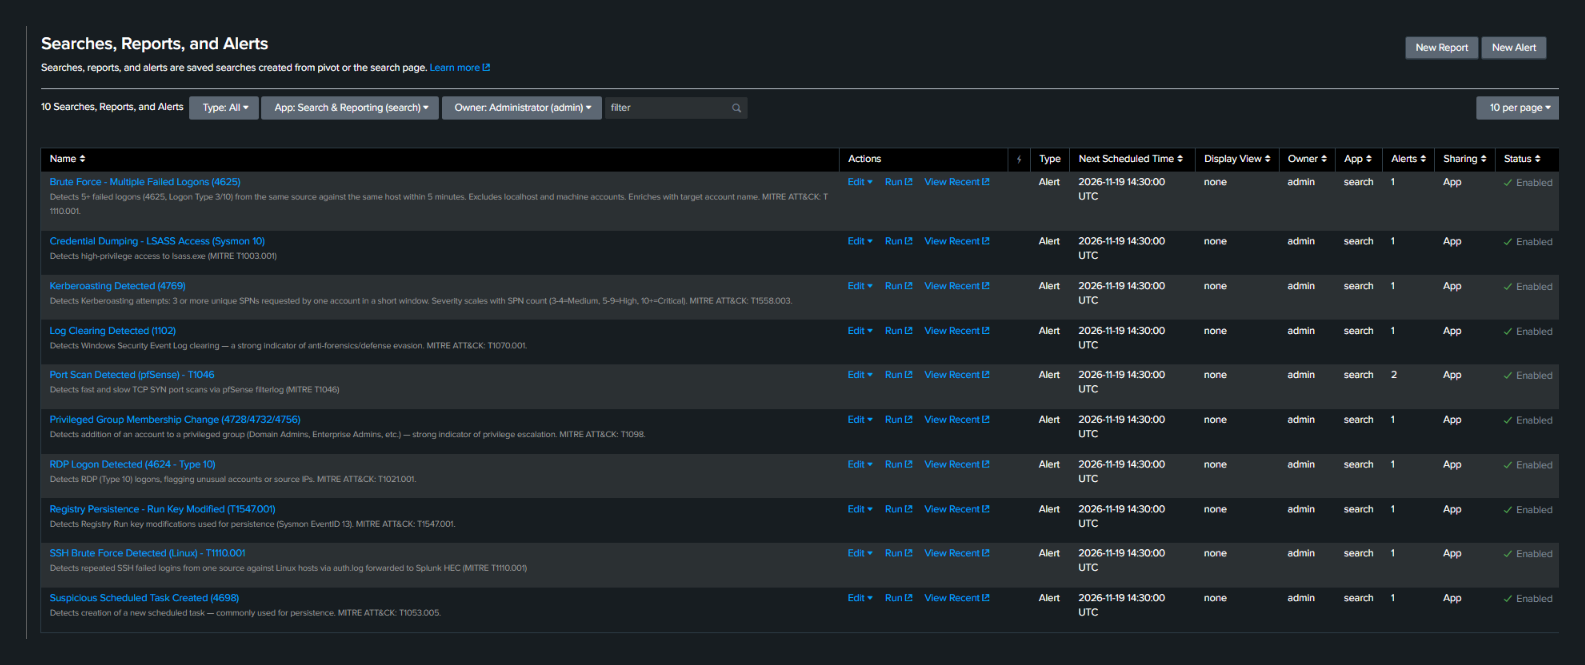 Searches, Reports, and Alerts
New Report New Alert
Searches, reports, and alerts are saved searches created from pivot or the search page. Learn more
10 Searches, Reports, and Alerts Type: All App: Search & Reporting (search) Owner: Administrator (admin) filter 10 per page
Name Actions Type Next Scheduled Time Display View Owner App Alerts Sharing Status
Brute Force - Multiple Failed Logons (4625) Edit Run View Recent Alert 2026-11-19 14:30:00 none admin search 1 App Enabled
Detects 5+ failed logons (4625, Logon Type 3/10) from the same source against the same host within 5 minutes. Excludes localhost and machine accounts. Enriches with target account name. MITRE ATT&CK: T UTC
1110.001.
Credential Dumping - LSASS Access (Sysmon 10) Edit Run View Recent Alert 2026-11-19 14:30:00 none admin search 1 App Enabled
Detects high-privilege access to lsass.exe (MITRE T1003.001) UTC
Kerberoasting Detected (4769) Edit Run View Recent Alert 2026-11-19 14:30:00 none admin search 1 App Enabled
Detects Kerberoasting attempts: 3 or more unique SPNs requested by one account in a short window. Severity scales with SPN count (3-4=Medium, 5-9=High, 10+=Critical). MITRE ATT&CK: T1558.003. UTC
Log Clearing Detected (1102) Edit Run View Recent Alert 2026-11-19 14:30:00 none admin search 1 App Enabled
Detects Windows Security Event Log clearing — a strong indicator of anti-forensics/defense evasion. MITRE ATT&CK: T1070.001. UTC
Port Scan Detected (pfSense) - T1046 Edit Run View Recent Alert 2026-11-19 14:30:00 none admin search 2 App Enabled
Detects fast and slow TCP SYN port scans via pfSense filterlog (MITRE T1046) UTC
Privileged Group Membership Change (4728/4732/4756) Edit Run View Recent Alert 2026-11-19 14:30:00 none admin search 1 App Enabled
Detects addition of an account to a privileged group (Domain Admins, Enterprise Admins, etc.) — strong indicator of privilege escalation. MITRE ATT&CK: T1098. UTC
RDP Logon Detected (4624 - Type 10) Edit Run View Recent Alert 2026-11-19 14:30:00 none admin search 1 App Enabled
Detects RDP (Type 10) logons, flagging unusual accounts or source IPs. MITRE ATT&CK: T1021.001. UTC
Registry Persistence - Run Key Modified (T1547.001) Edit Run View Recent Alert 2026-11-19 14:30:00 none admin search 1 App Enabled
Detects Registry Run key modifications used for persistence (Sysmon EventID 13). MITRE ATT&CK: T1547.001. UTC
SSH Brute Force Detected (Linux) - T1110.001 Edit Run View Recent Alert 2026-11-19 14:30:00 none admin search 1 App Enabled
Detects repeated SSH failed logins from one source against Linux hosts via auth.log forwarded to Splunk HEC (MITRE T1110.001) UTC
Suspicious Scheduled Task Created (4698) Edit Run View Recent Alert 2026-11-19 14:30:00 none admin search 1 App Enabled
Detects creation of a new scheduled task — commonly used for persistence. MITRE ATT&CK: T1053.005. UTC